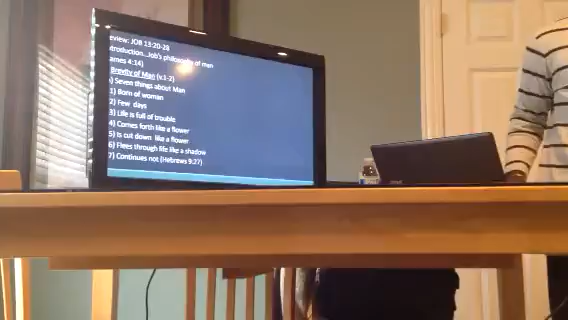 eview: JOB 13:20-28
troduction...Job's philosophy of man
ames 4:14)
Brevity of Man (v.1-2)
) Seven things about Man
1) Born of woman
2) Few days
3) Life is full of trouble
4) Comes forth like a flower
5) Is cut down like a flower
6) Flees through life like a shadow
7) Continues not (Hebrews 9:27)